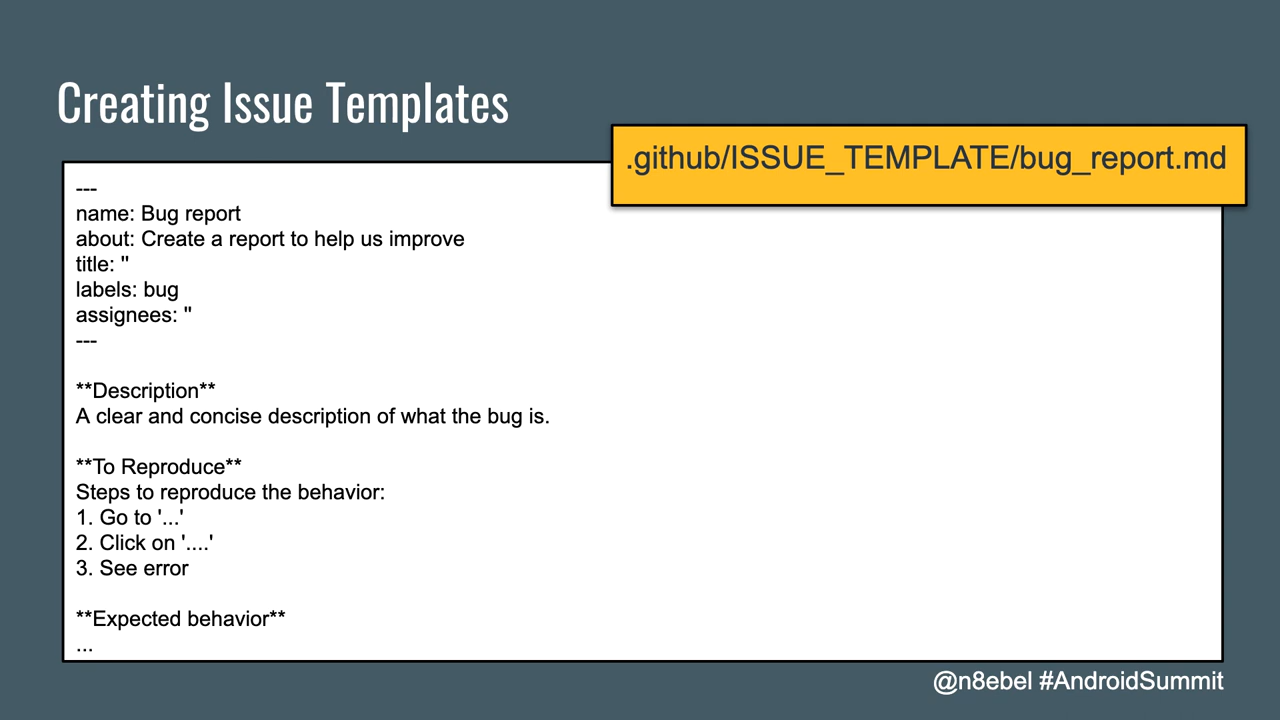 Creating Issue Templates
.github/ISSUE_TEMPLATE/bug_report.md
---
name: Bug report
about: Create a report to help us improve
title: ''
labels: bug
assignees: ''
---
**Description**
A clear and concise description of what the bug is.
**To Reproduce**
Steps to reproduce the behavior:
1. Go to '...'
2. Click on '....'
3. See error
**Expected behavior**
...
@n8ebel #AndroidSummit